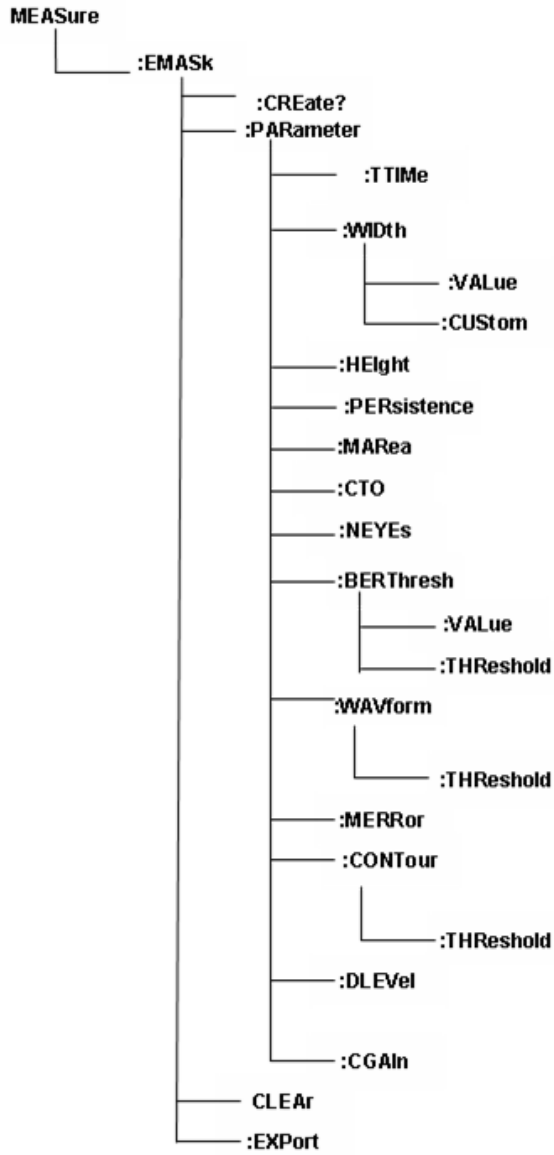 MEASure
:EMASk
:CREate?
:PARameter
:TTIMe
:WIDth
:VALue
:CUStom
:HEIght
:PERsistence
:MARea
:CTO
:NEYEs
:BERThresh
:VALue
:THReshold
:WAVform
:THReshold
:MERRor
:CONTour
:THReshold
:DLEVel
:CGAIn
CLEAr
:EXPort